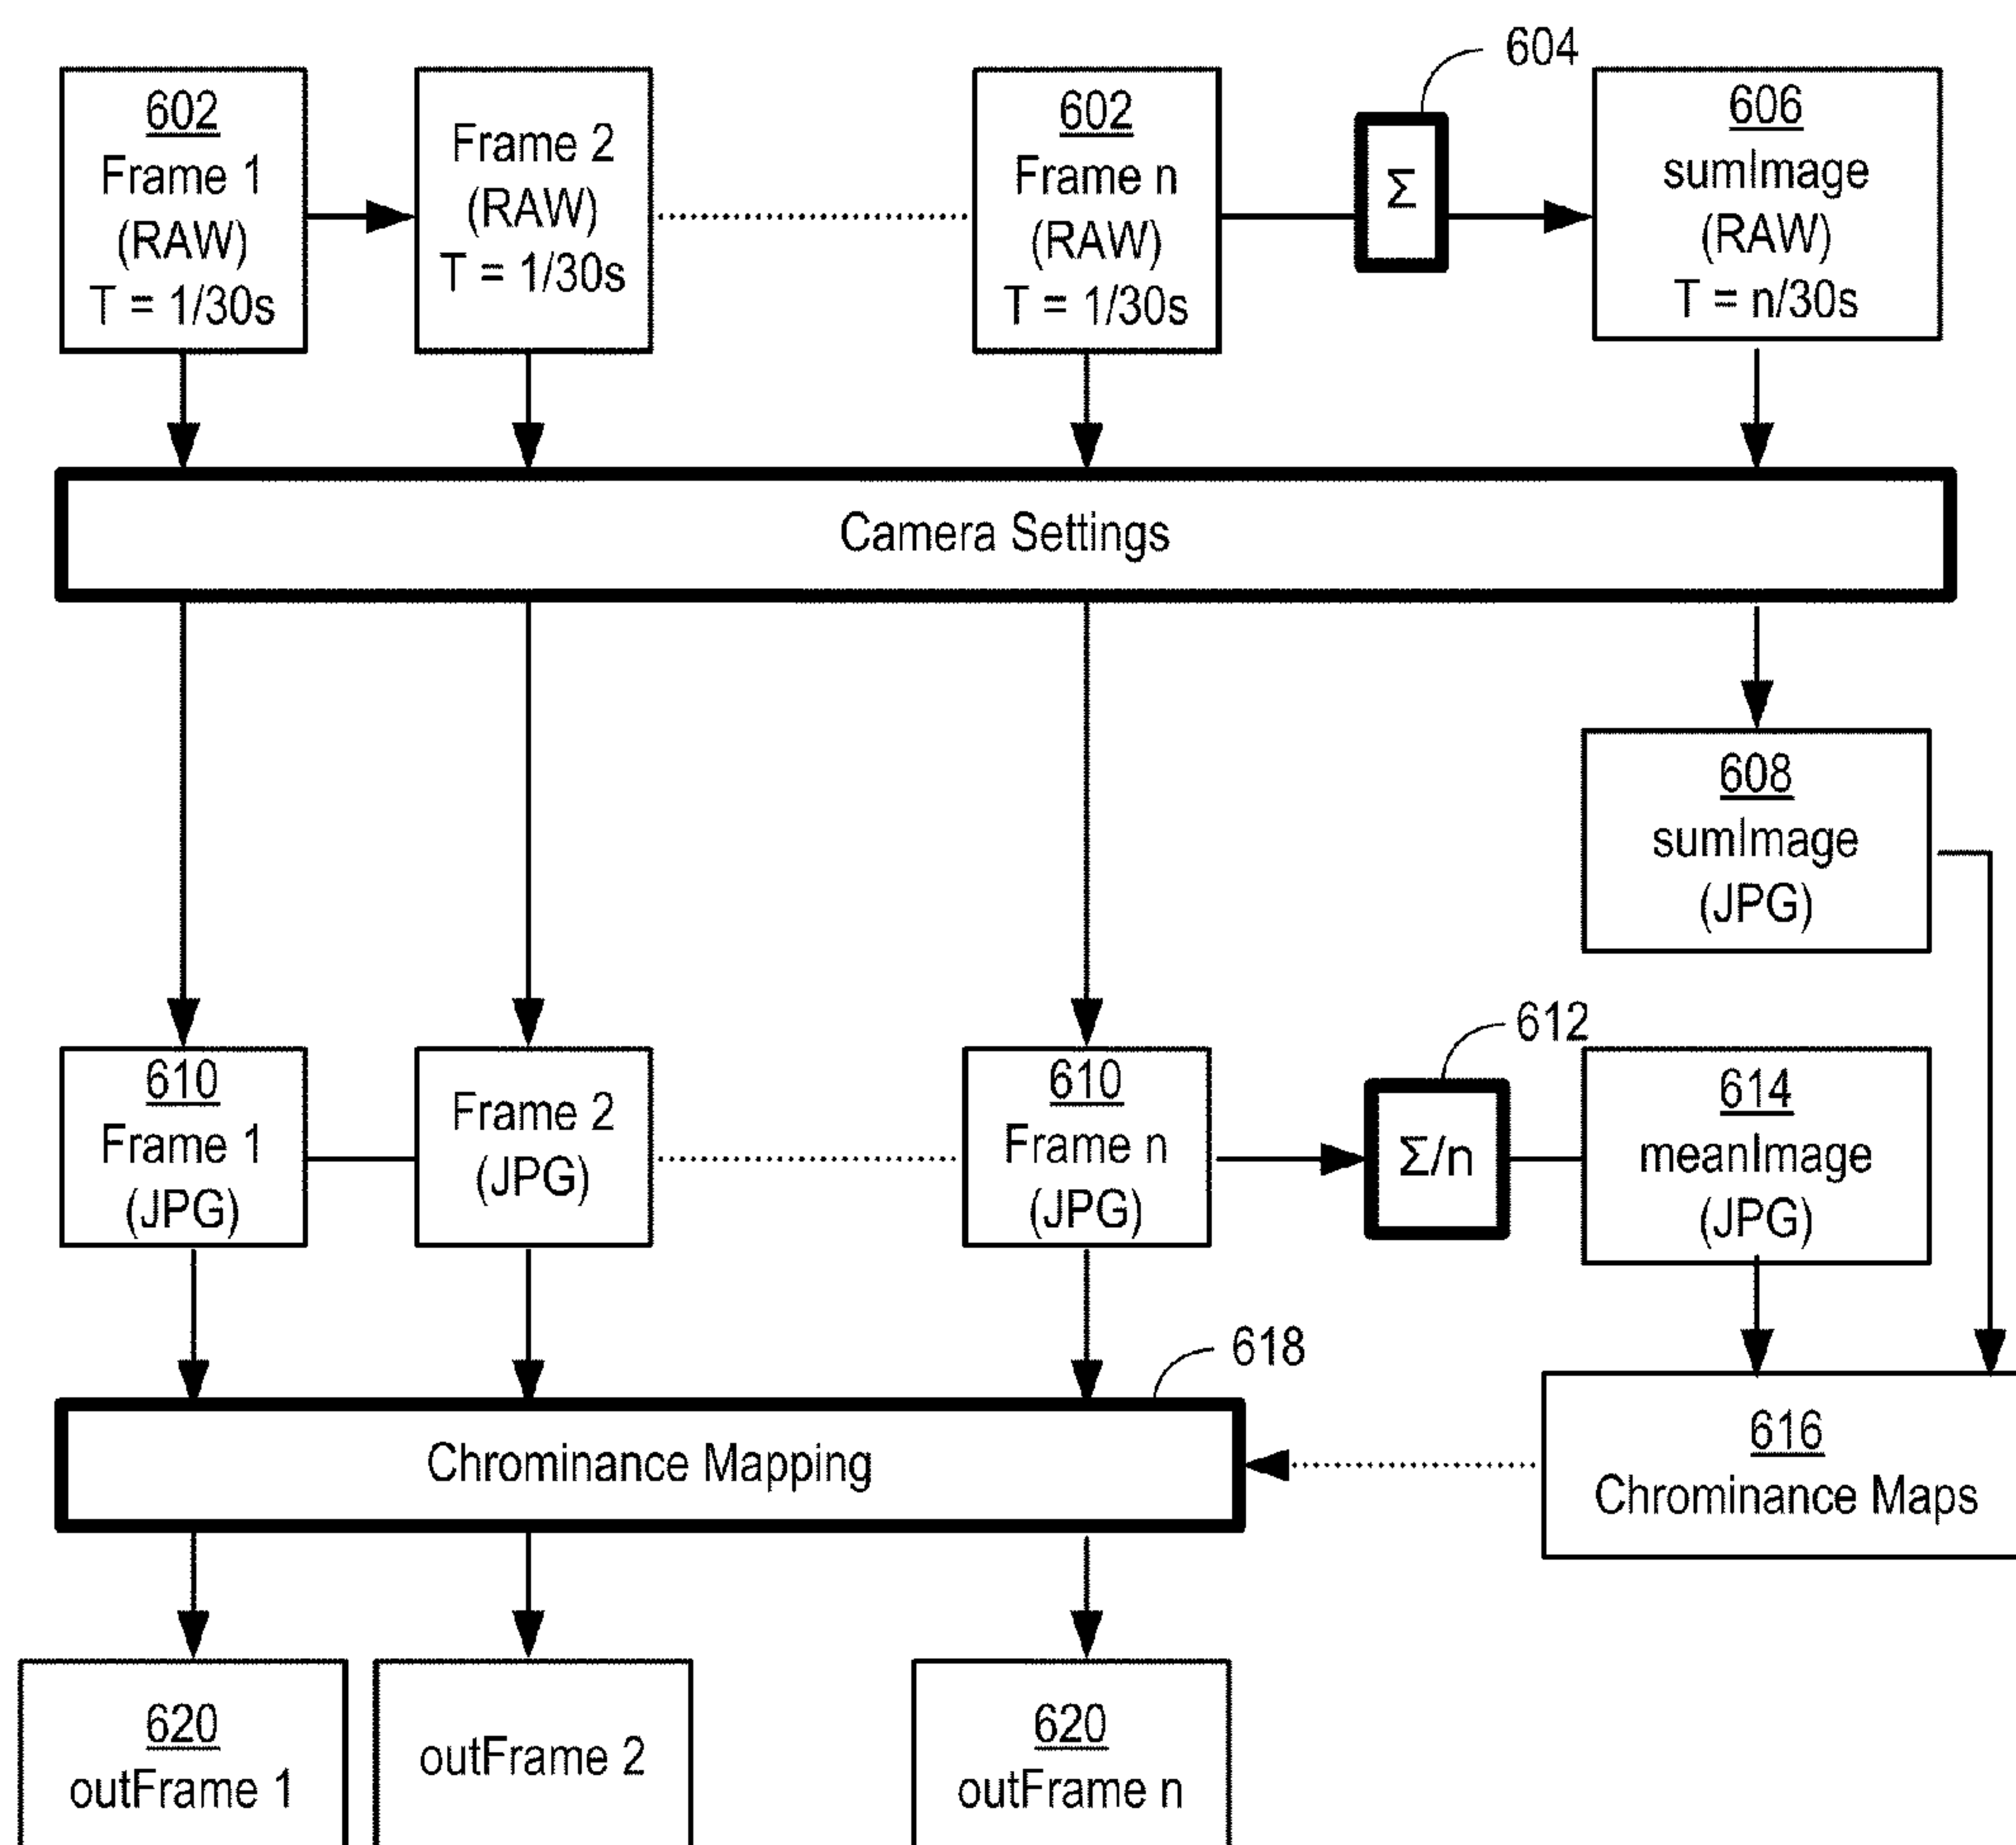 604
602
Frame 1
(RAW)
T = 1/30s
Frame 2
(RAW)
T = 1/30s
602
Frame n
(RAW)
T = 1/30s
Σ
606
sumImage
(RAW)
T = n/30s
Camera Settings
608
sumImage
(JPG)
610
Frame 1
(JPG)
Frame 2
(JPG)
610
Frame n
(JPG)
612
Σ/n
614
meanImage
(JPG)
618
Chrominance Mapping
616
Chrominance Maps
620
outFrame 1
outFrame 2
620
outFrame n